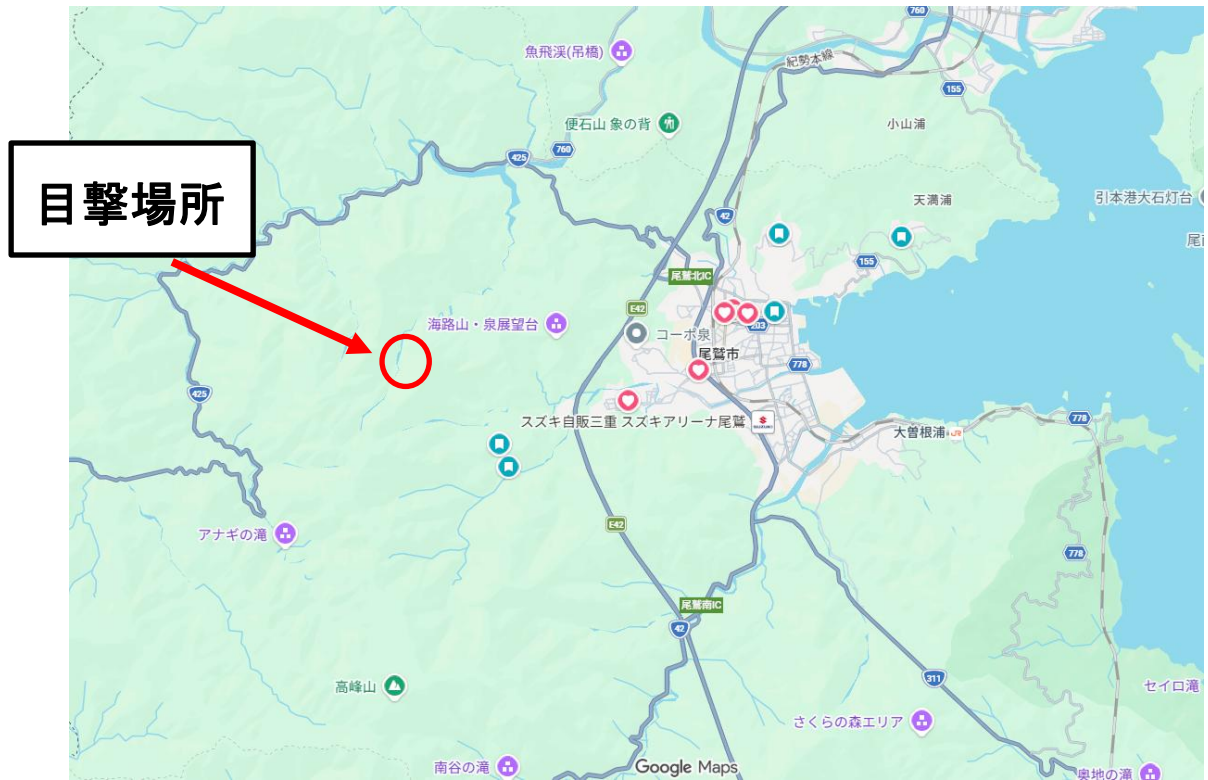 760
魚飛渓(吊橋)
紀勢本線
155
便石山 象の背
小山浦
760
425
目撃場所
天満浦
引本港大石灯台
42
尾
155
尾鷲北IC
E42
海路山・泉展望台
コーポ泉
203
尾鷲市
778
425
スズキ自販三重 スズキアリーナ尾鷲
SUZUKI
778
大曽根浦
JR
E42
アナギの滝
778
尾鷲南IC
42
高峰山
311
セイロ滝
さくらの森エリア
南谷の滝
Google Maps
奥地の滝